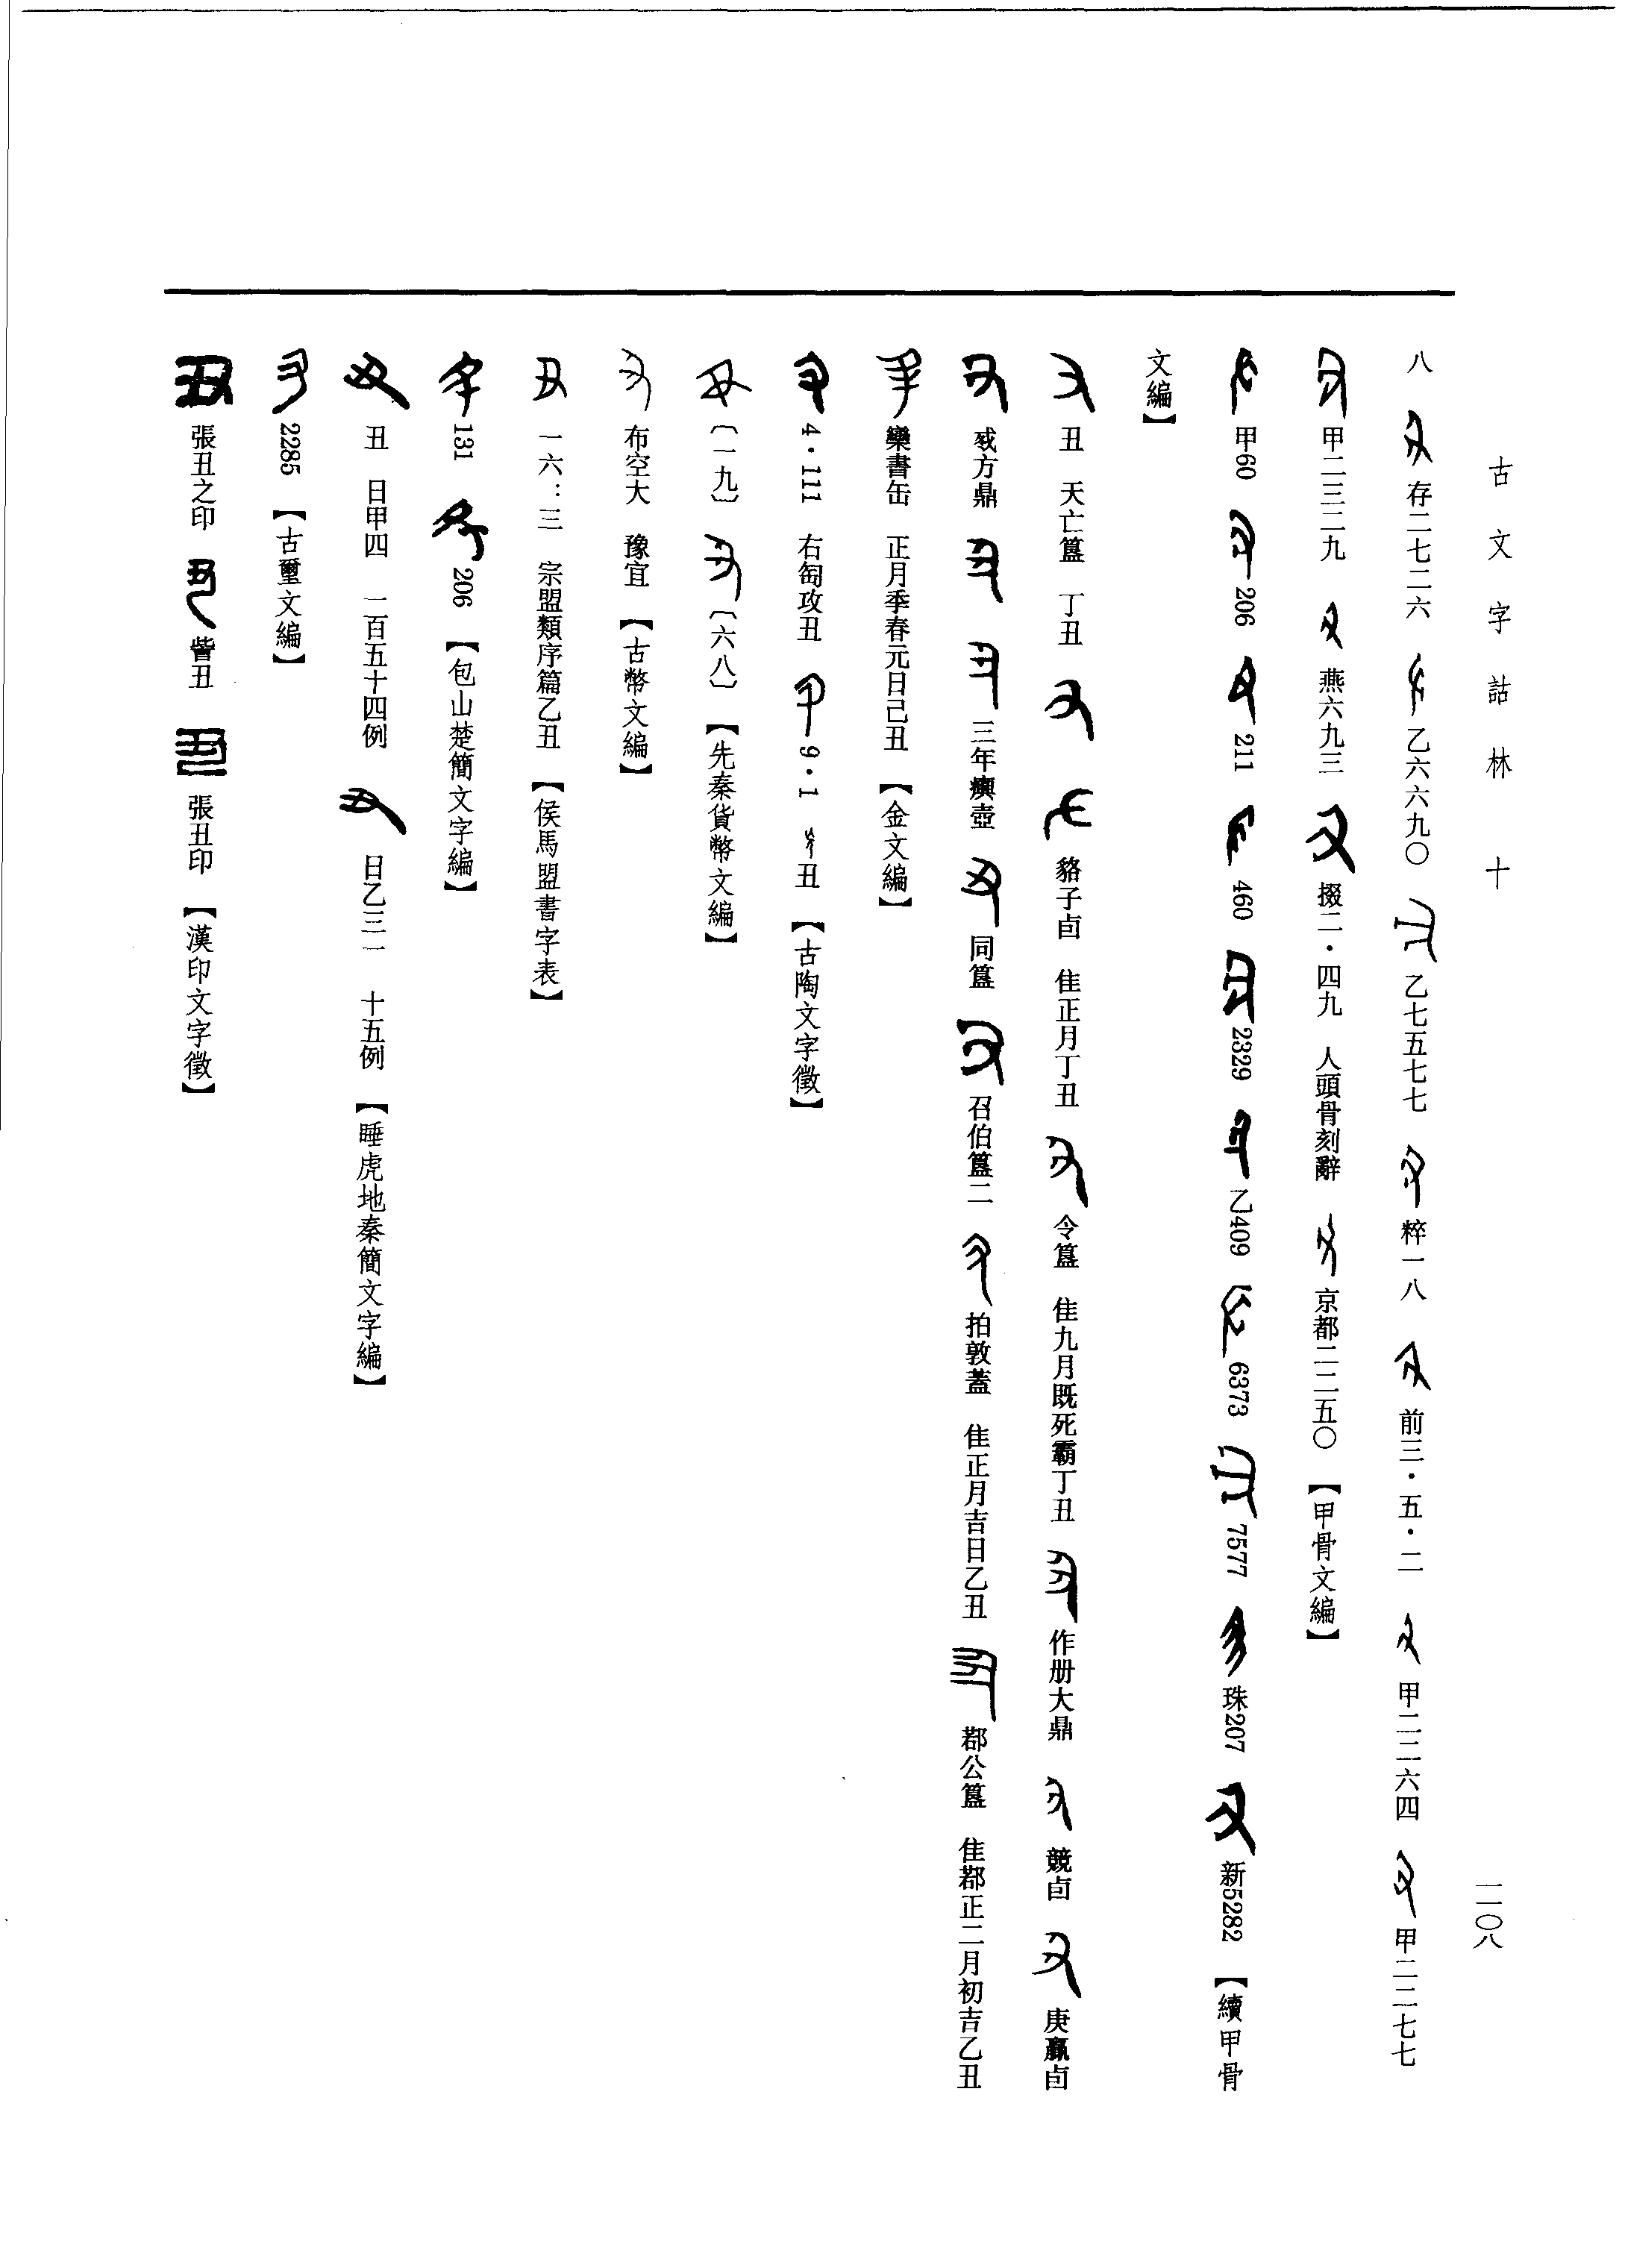 古文字詁林　十
一一〇八
八　存二七二六　乙六六九〇　乙七五七七　粹一八　前三・五・二　甲二二六四　甲二二七七
甲二三二九　燕六九三　掇二・四九　人頭骨刻辭　京都二二五〇　【甲骨文編】
甲60　206　211　460　2329　乙409　6373　7577　珠207　新5282　【續甲骨
文編】
丑　天亡簋　丁丑　貉子卣　隹正月丁丑　令簋　隹九月既死霸丁丑　作册大鼎　競卣　庚嬴卣
𢦚方鼎　三年𤼈壺　同簋　召伯簋二　拍敦蓋　隹正月吉日乙丑　鄀公簋　隹鄀正二月初吉乙丑
欒書缶　正月季春元日己丑　【金文編】
4・111　右匋攻丑　9・1　丑　【古陶文字徵】
〔一九〕　〔六八〕　【先秦貨幣文編】
布空大　豫宜　【古幣文編】
一六：三　宗盟類序篇乙丑　【侯馬盟書字表】
131　206　【包山楚簡文字編】
丑　日甲四　一百五十四例　日乙三一　十五例　【睡虎地秦簡文字編】
2285　【古璽文編】
張丑之印　訾丑　張丑印　【漢印文字徵】